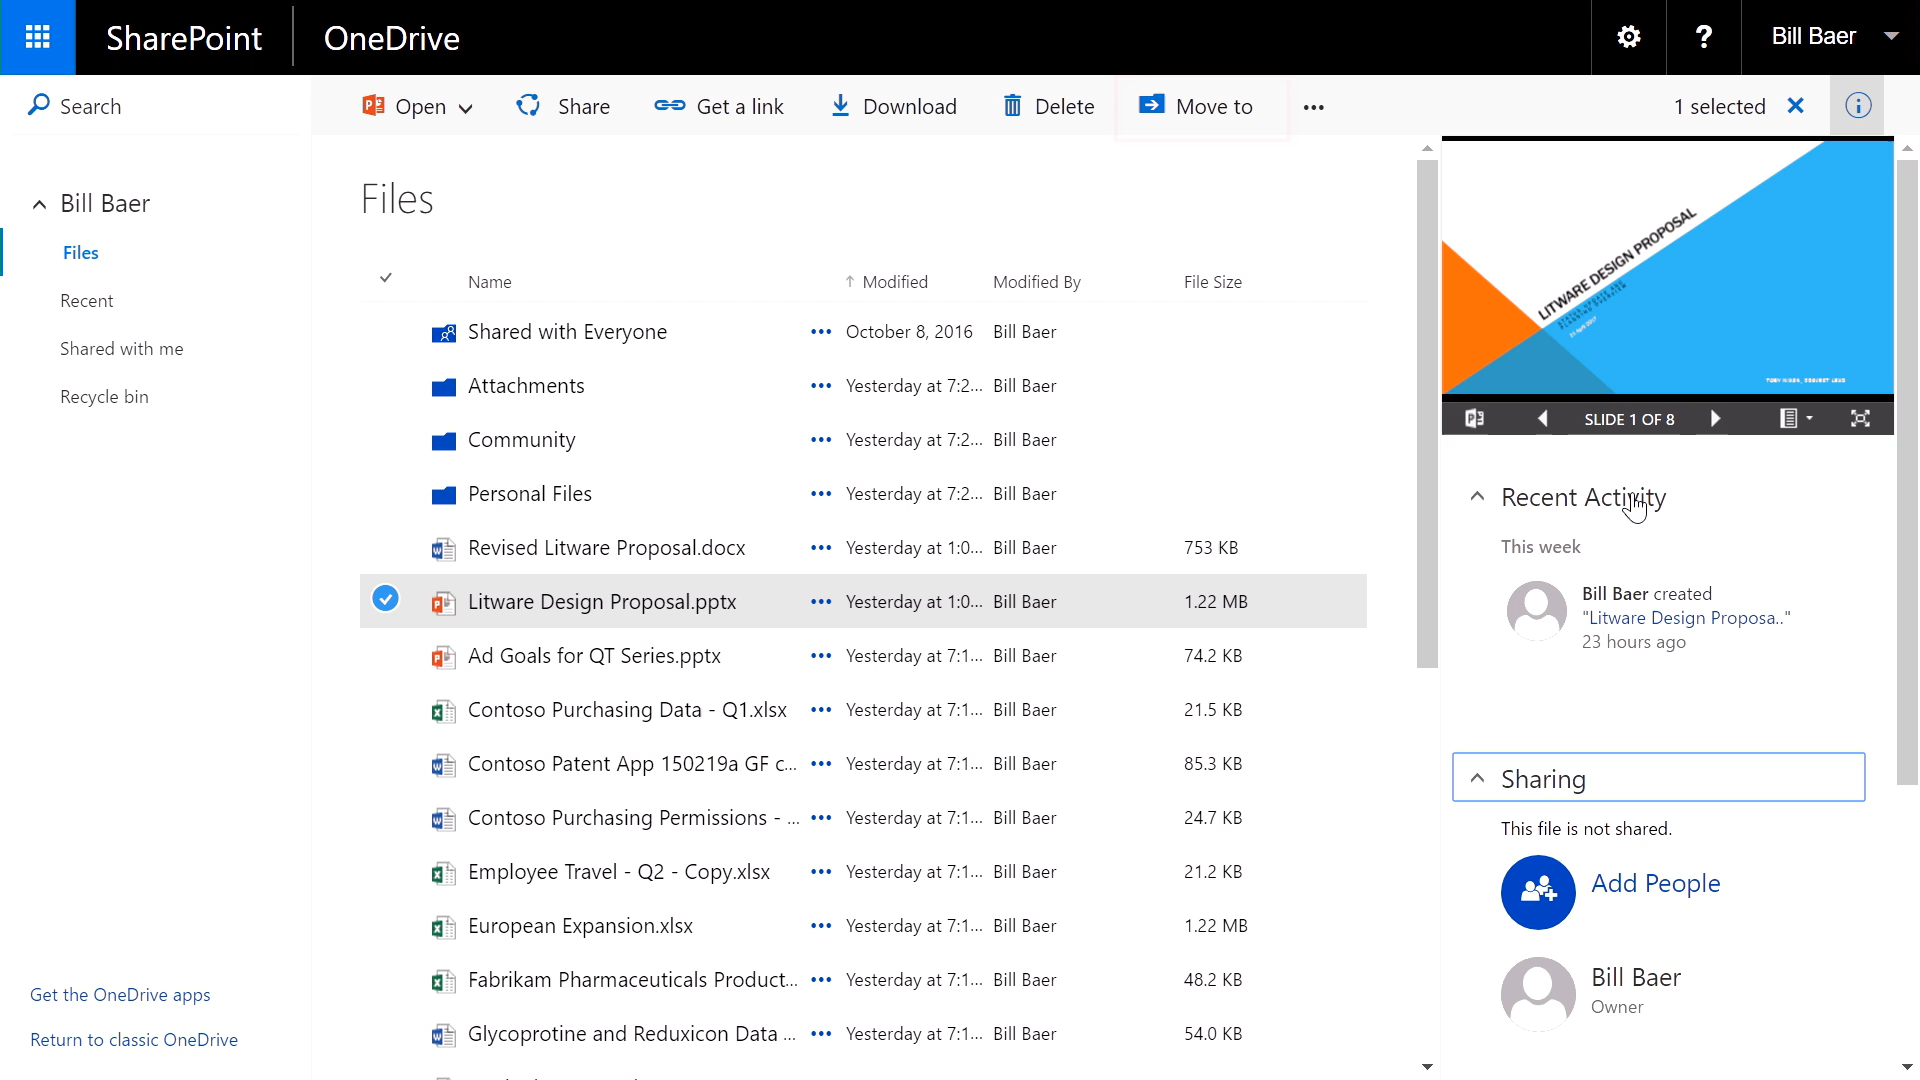 SharePoint OneDrive ? Bill Baer
Search Open Share Get a link Download Delete Move to ••• 1 selected
Bill Baer
Files
Recent
Shared with me
Recycle bin
Get the OneDrive apps
Return to classic OneDrive
Files
Name Modified Modified By File Size
Shared with Everyone ••• October 8, 2016 Bill Baer
Attachments ••• Yesterday at 7:2... Bill Baer
Community ••• Yesterday at 7:2... Bill Baer
Personal Files ••• Yesterday at 7:2... Bill Baer
Revised Litware Proposal.docx ••• Yesterday at 1:0... Bill Baer 753 KB
Litware Design Proposal.pptx ••• Yesterday at 1:0... Bill Baer 1.22 MB
Ad Goals for QT Series.pptx ••• Yesterday at 7:1... Bill Baer 74.2 KB
Contoso Purchasing Data - Q1.xlsx ••• Yesterday at 7:1... Bill Baer 21.5 KB
Contoso Patent App 150219a GF c... ••• Yesterday at 7:1... Bill Baer 85.3 KB
Contoso Purchasing Permissions - ... ••• Yesterday at 7:1... Bill Baer 24.7 KB
Employee Travel - Q2 - Copy.xlsx ••• Yesterday at 7:1... Bill Baer 21.2 KB
European Expansion.xlsx ••• Yesterday at 7:1... Bill Baer 1.22 MB
Fabrikam Pharmaceuticals Product... ••• Yesterday at 7:1... Bill Baer 48.2 KB
Glycoprotine and Reduxicon Data ... ••• Yesterday at 7:1... Bill Baer 54.0 KB
LITWARE DESIGN PROPOSAL
SLIDE 1 OF 8
Recent Activity
This week
Bill Baer created
"Litware Design Proposa.."
23 hours ago
Sharing
This file is not shared.
Add People
Bill Baer
Owner